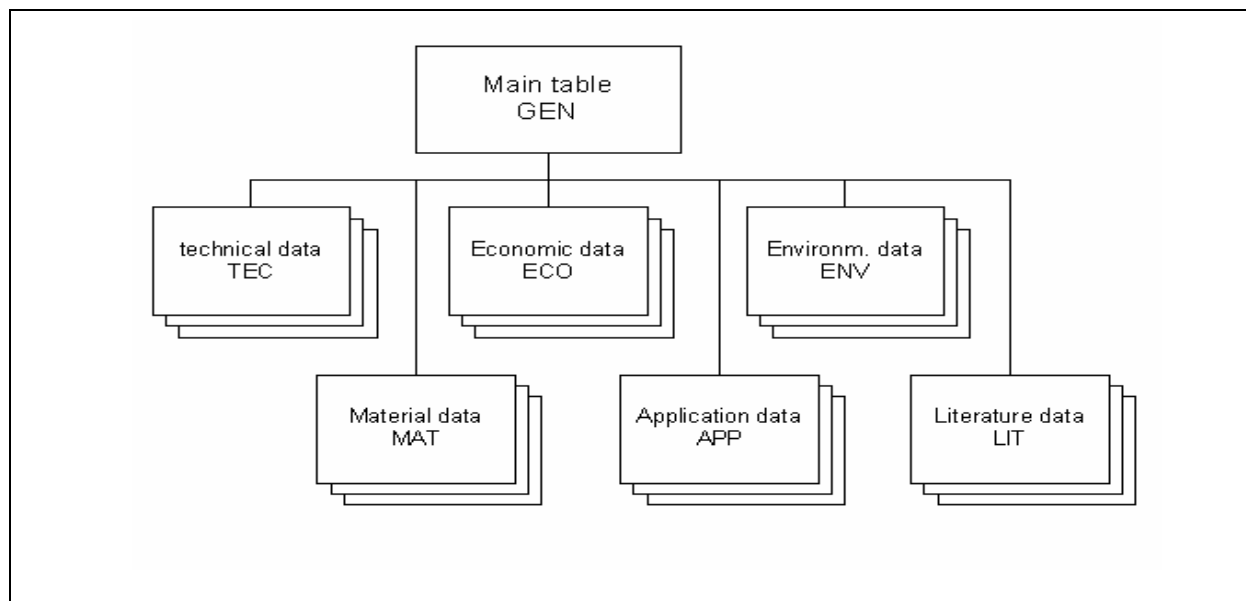 Main table
GEN
technical data
TEC
Economic data
ECO
Environm. data
ENV
Material data
MAT
Application data
APP
Literature data
LIT